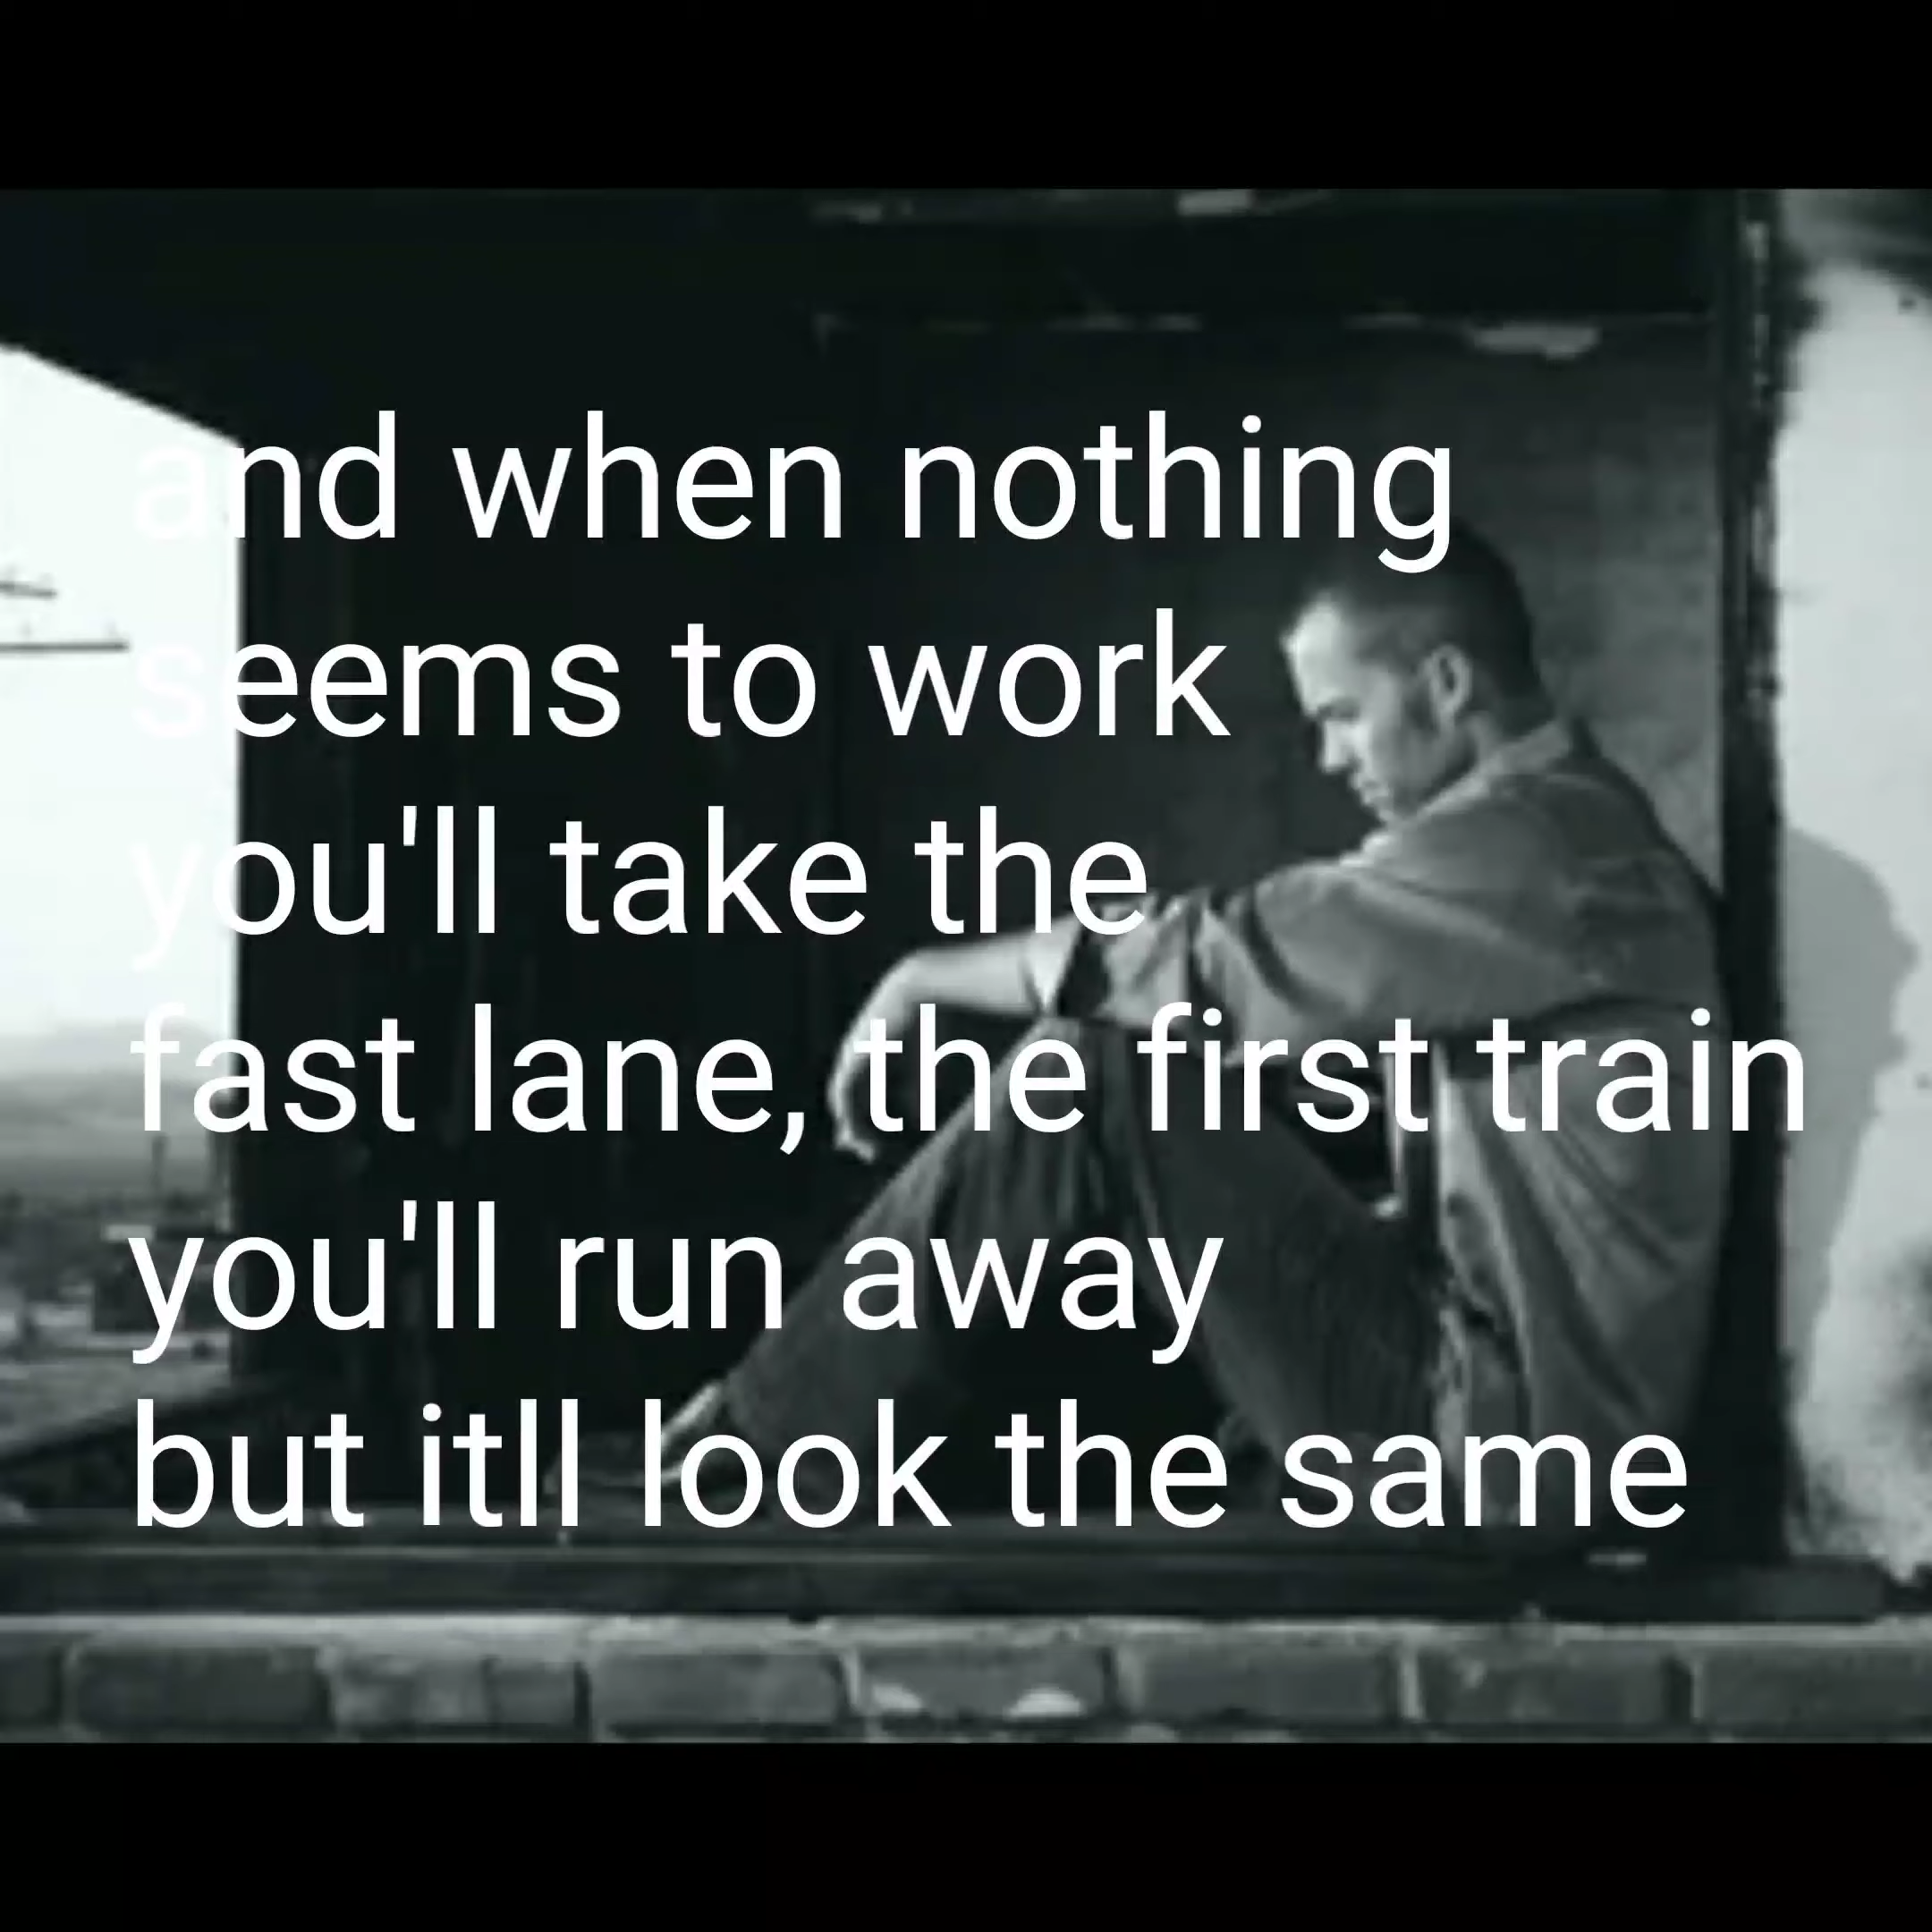 and when nothing
seems to work
you'll take the
fast lane, the first train
you'll run away
but itll look the same